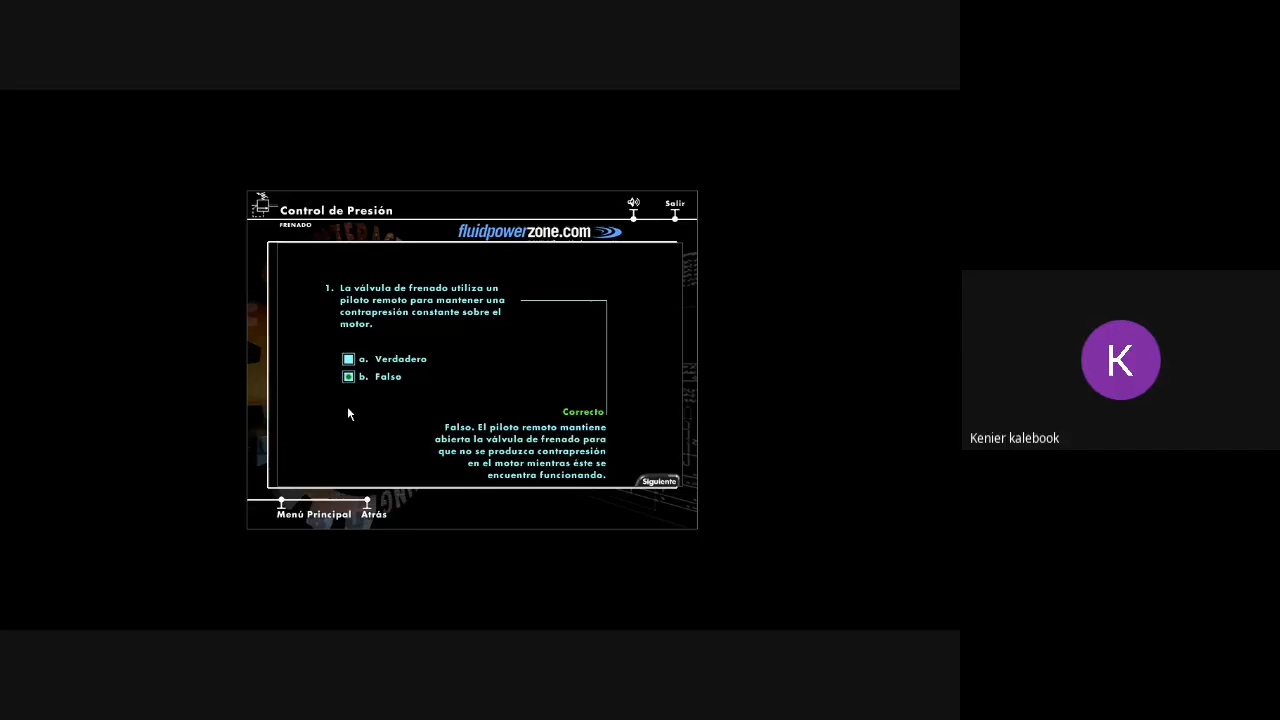 Control de Presión
Salir
FRENADO
fluidpowerzone.com
1. La válvula de frenado utiliza un
piloto remoto para mantener una
contrapresión constante sobre el
motor.
a. Verdadero
b. Falso
Correcto
Falso. El piloto remoto mantiene
abierta la válvula de frenado para
que no se produzca contrapresión
en el motor mientras éste se
encuentra funcionando.
Siguiente
Menú Principal Atrás
K
Kenier kalebook